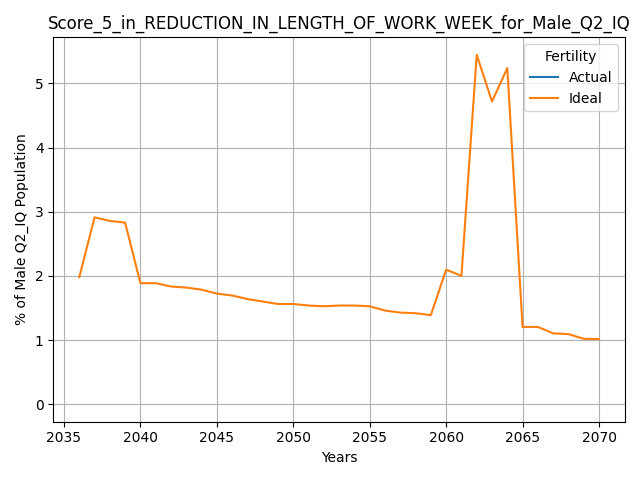 Score_5_in_REDUCTION_IN_LENGTH_OF_WORK_WEEK_for_Male_Q2_IQ
Fertility
Actual
Ideal
% of Male Q2_IQ Population
5
4
3
2
1
0
2035 2040 2045 2050 2055 2060 2065 2070
Years